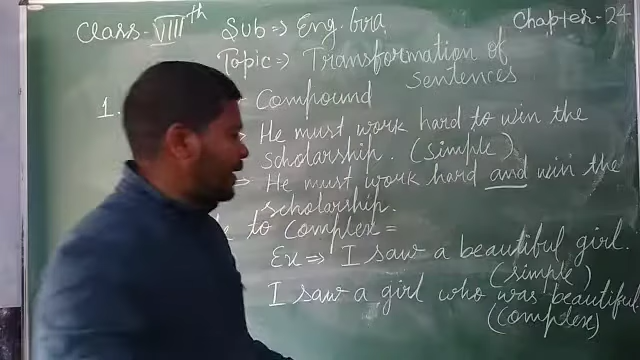 Class-VIIIth Sub⇒ Eng. Gra. Chapter-24
Topic⇒ Transformation of
sentences
1. Compound
He must work hard to win the
scholarship. (simple)
⇒ He must work hard and win the
scholarship.
to complex=
Ex⇒ I saw a beautiful girl.
(simple)
I saw a girl who was beautiful
(complex)